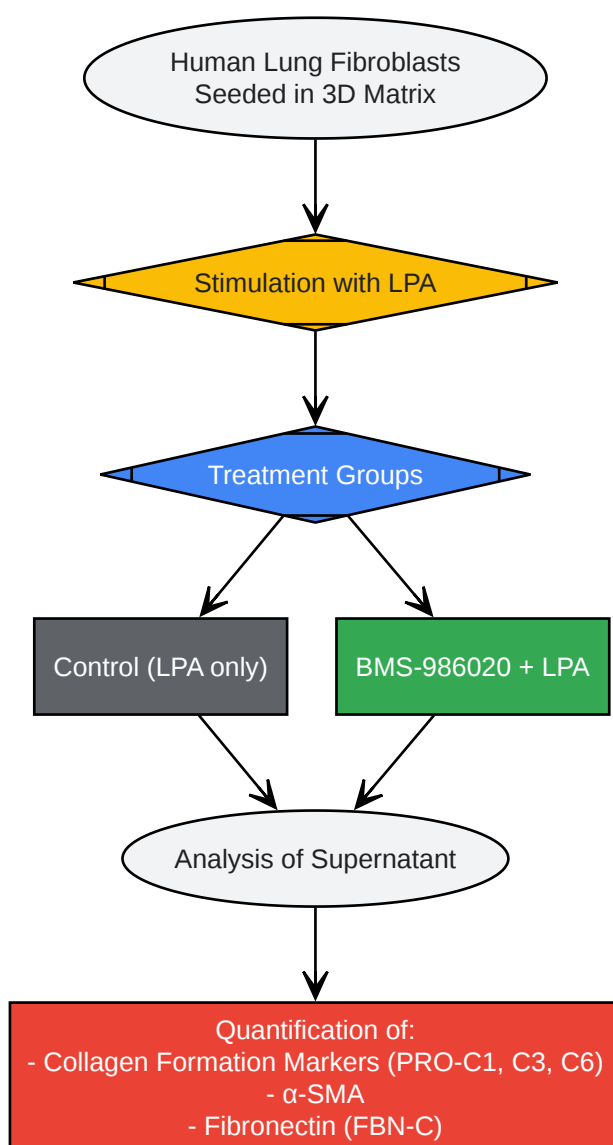 Human Lung Fibroblasts
Seeded in 3D Matrix
Stimulation with LPA
Treatment Groups
Control (LPA only)
BMS-986020 + LPA
Analysis of Supernatant
Quantification of:
- Collagen Formation Markers (PRO-C1, C3, C6)
- α-SMA
- Fibronectin (FBN-C)